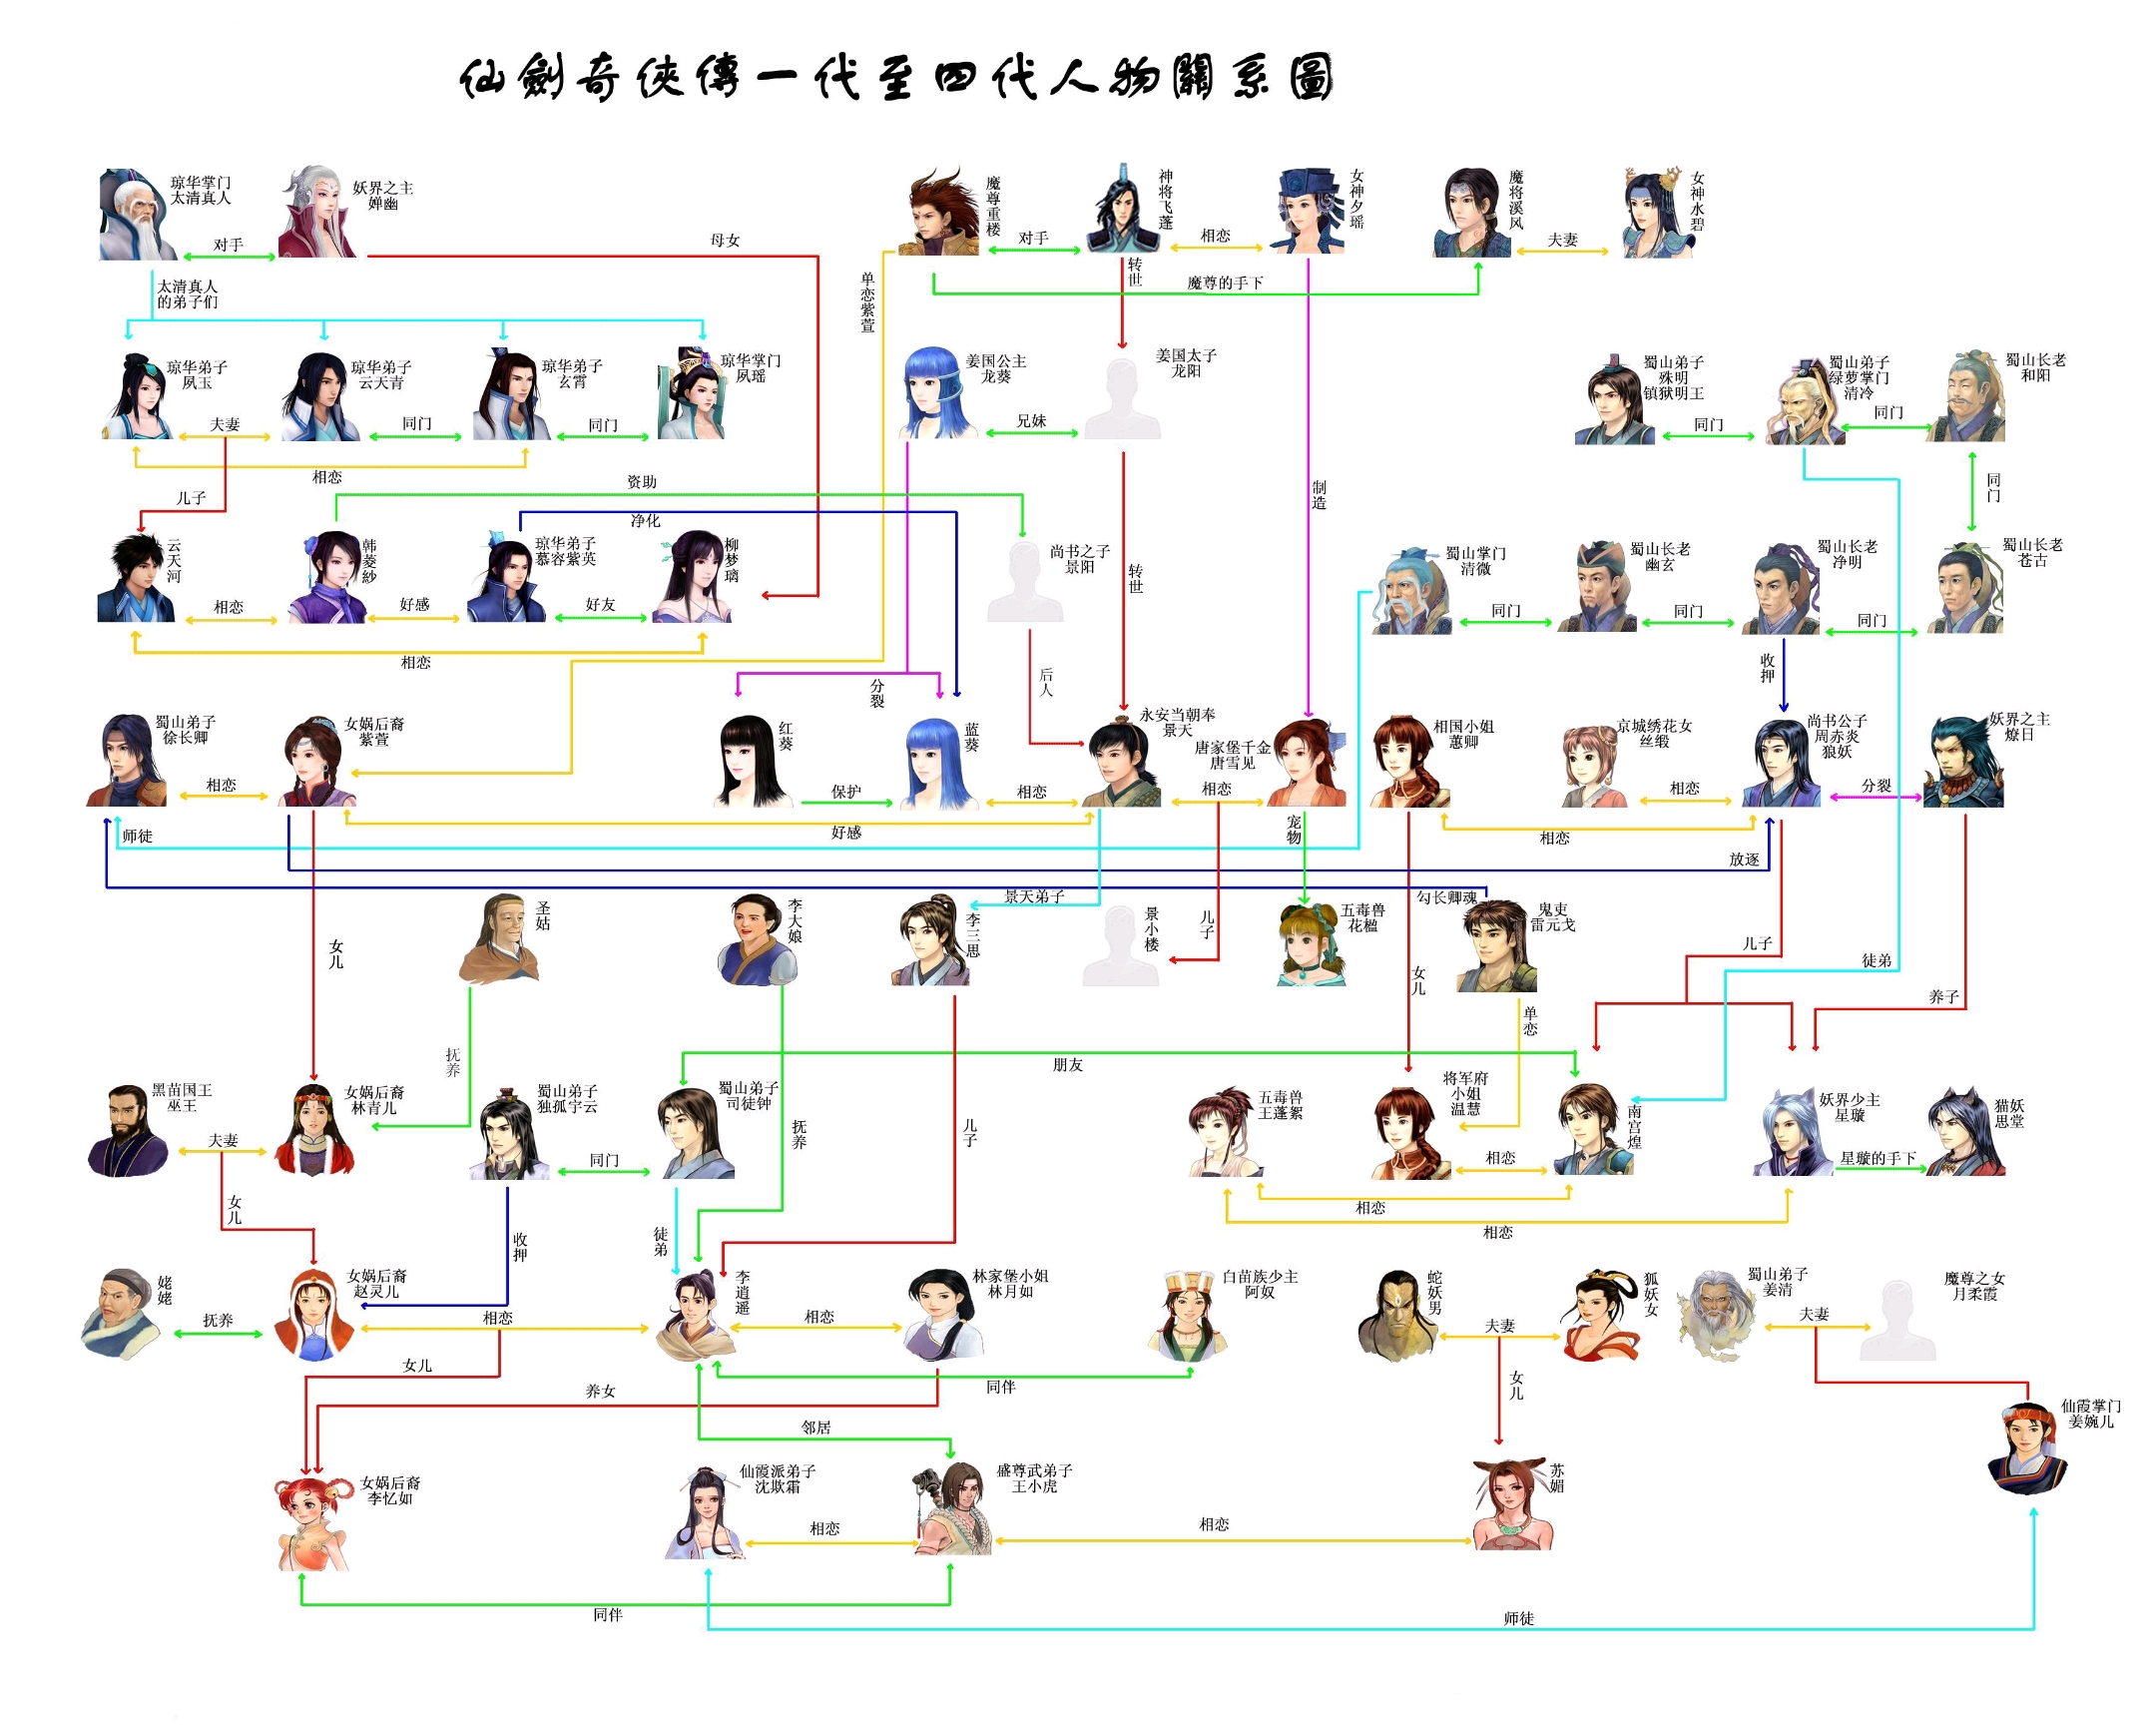 仙劍奇俠傳一代至四代人物關系圖
琼华掌门
太清真人
妖界之主
婵幽
魔尊重楼
神将飞蓬
女神夕瑶
魔将溪风
女神水碧
对手
母女
对手
相恋
夫妻
太清真人
的弟子们
单恋紫萱
转世
魔尊的手下
琼华弟子
夙玉
琼华弟子
云天青
琼华弟子
玄霄
琼华掌门
夙瑶
姜国公主
龙葵
姜国太子
龙阳
蜀山弟子
殊明
镇狱明王
蜀山弟子
绿萝掌门
清冷
蜀山长老
和阳
夫妻
同门
同门
兄妹
同门
同门
相恋
资助
制造
同门
儿子
净化
云天河
韩菱纱
琼华弟子
慕容紫英
柳梦璃
尚书之子
景阳
转世
蜀山掌门
清微
蜀山长老
幽玄
蜀山长老
净明
蜀山长老
苍古
相恋
好感
好友
同门
同门
同门
相恋
分裂
后人
收押
蜀山弟子
徐长卿
女娲后裔
紫萱
红葵
蓝葵
永安当朝奉
景天
唐家堡千金
唐雪见
相国小姐
蕙卿
京城绣花女
丝缎
尚书公子
周赤炎
狼妖
妖界之主
燎日
相恋
保护
相恋
相恋
相恋
分裂
师徒
好感
宠物
相恋
放逐
圣姑
李大娘
李三思
景天弟子
景小楼
儿子
五毒兽
花楹
勾长卿魂
鬼吏
雷元戈
女儿
女儿
儿子
徒弟
养子
单恋
抚养
朋友
黑苗国王
巫王
女娲后裔
林青儿
蜀山弟子
独孤宇云
蜀山弟子
司徒钟
抚养
儿子
五毒兽
王蓬絮
将军府
小姐
温慧
南宫煌
妖界少主
星璇
猫妖
思堂
夫妻
同门
相恋
星璇的手下
女儿
收押
徒弟
相恋
相恋
姥姥
女娲后裔
赵灵儿
李逍遥
林家堡小姐
林月如
白苗族少主
阿奴
蛇妖男
狐妖女
蜀山弟子
姜清
魔尊之女
月柔霞
抚养
相恋
相恋
夫妻
夫妻
女儿
养女
同伴
女儿
邻居
仙霞掌门
姜婉儿
女娲后裔
李忆如
仙霞派弟子
沈欺霜
盛尊武弟子
王小虎
苏媚
相恋
相恋
同伴
师徒